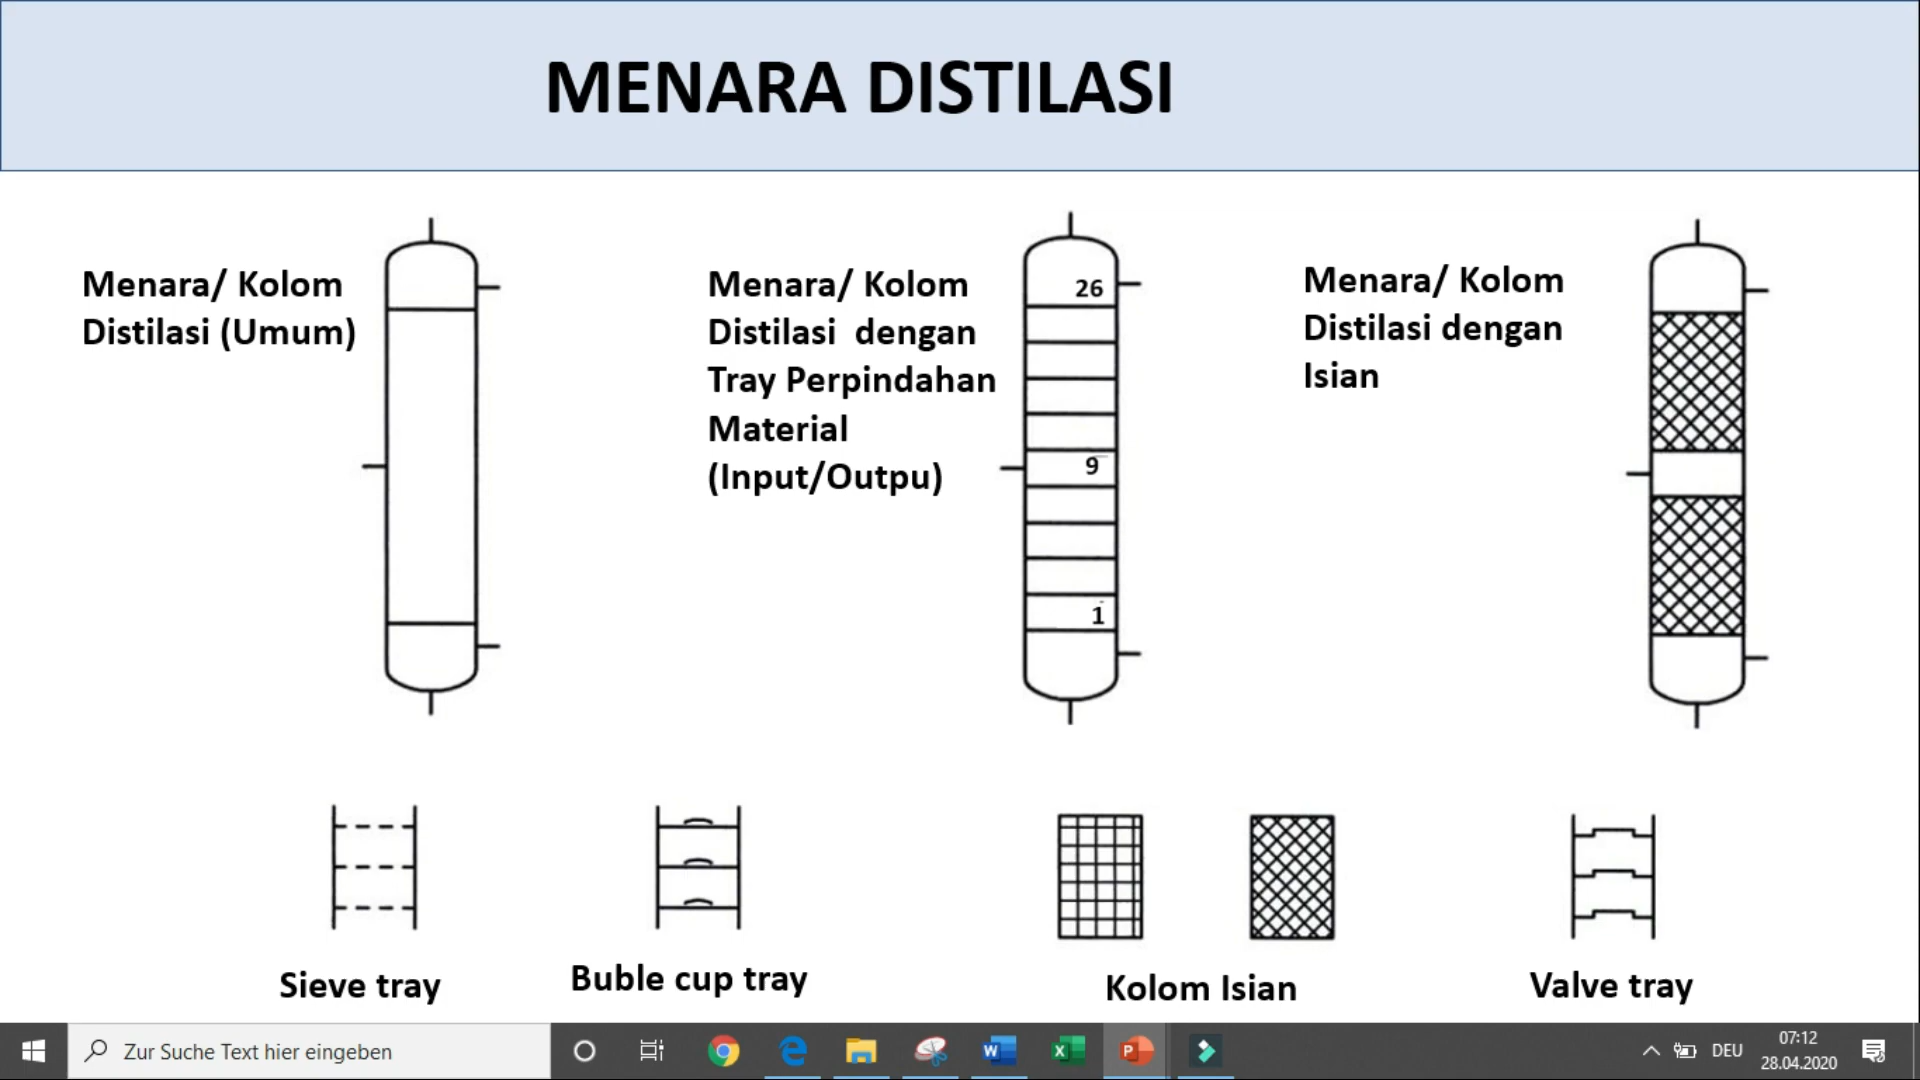 MENARA DISTILASI
Menara/ Kolom
Distilasi (Umum)
Menara/ Kolom
Distilasi dengan
Tray Perpindahan
Material
(Input/Outpu)
26
9
1
Menara/ Kolom
Distilasi dengan
Isian
Sieve tray
Buble cup tray
Kolom Isian
Valve tray
Zur Suche Text hier eingeben
DEU
07:12
28.04.2020